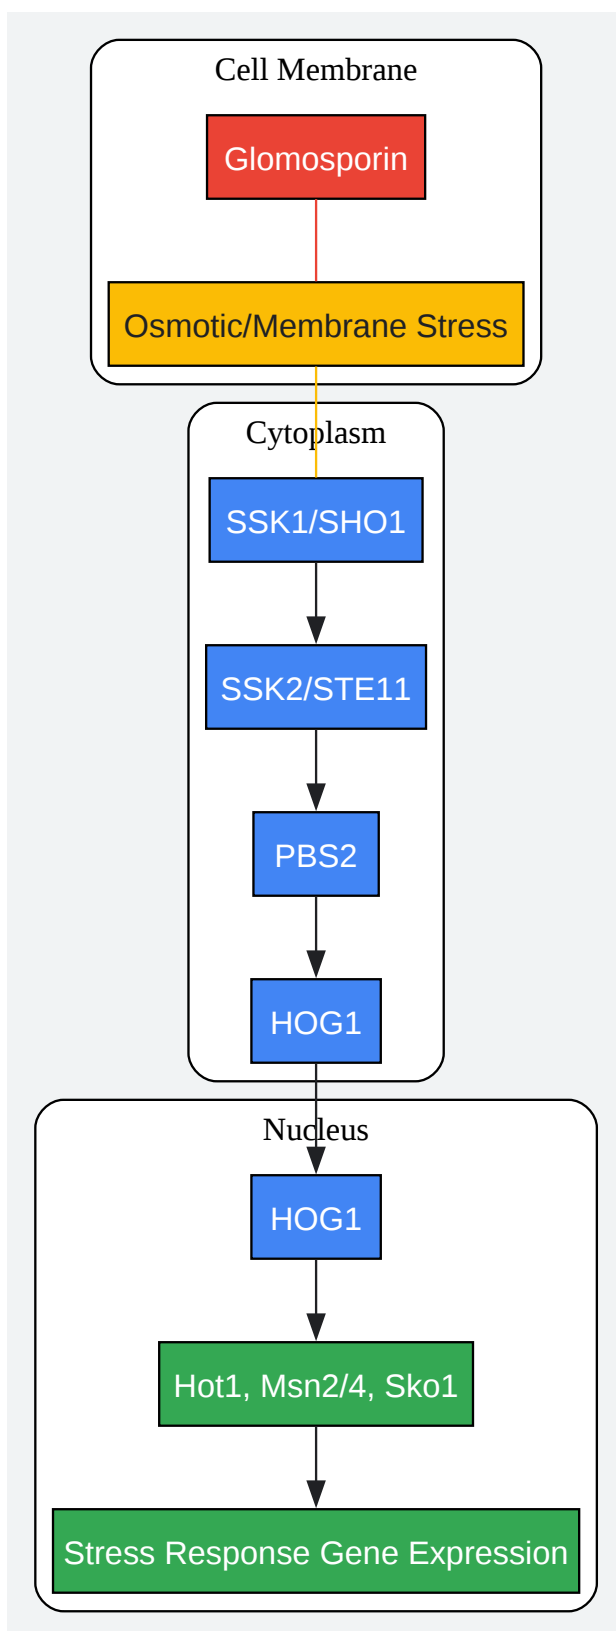 Cell Membrane
Glomosporin
Osmotic/Membrane Stress
Cytoplasm
SSK1/SHO1
SSK2/STE11
PBS2
HOG1
Nucleus
HOG1
Hot1, Msn2/4, Sko1
Stress Response Gene Expression